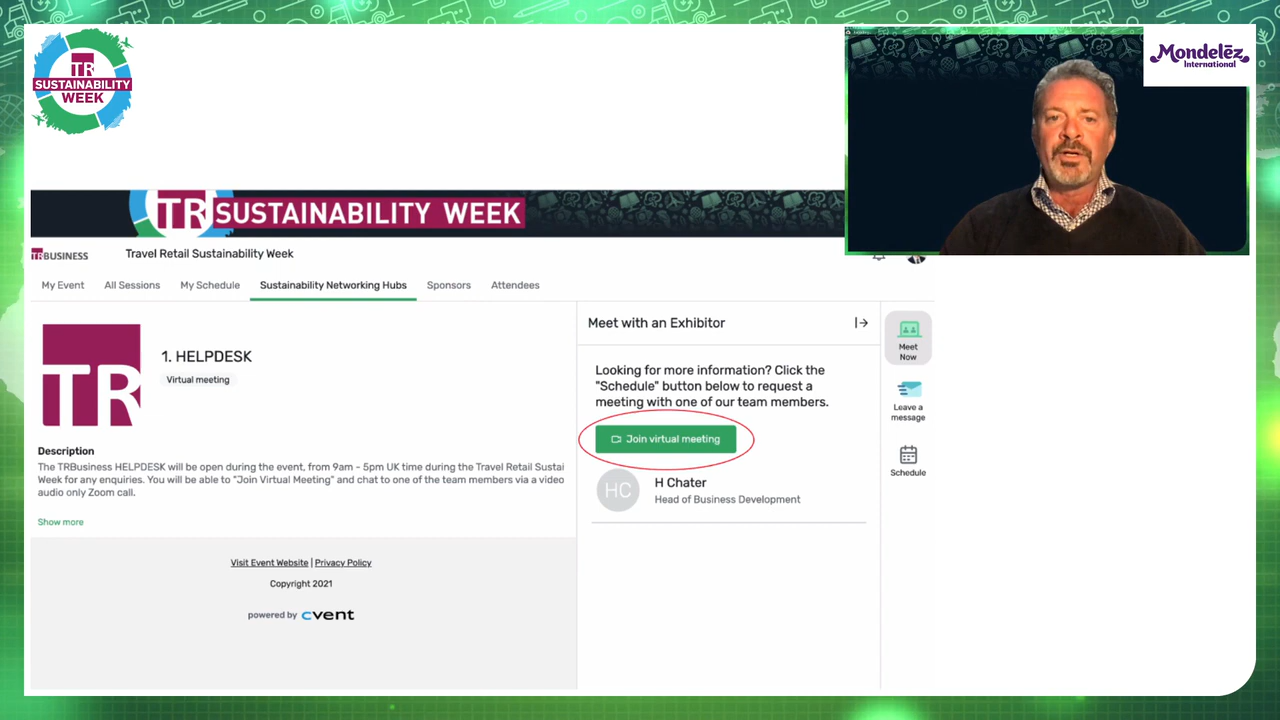 TR
SUSTAINABILITY
WEEK
Mondelēz
International
TR SUSTAINABILITY WEEK
TRBUSINESS
Travel Retail Sustainability Week
My Event
All Sessions
My Schedule
Sustainability Networking Hubs
Sponsors
Attendees
TR
1. HELPDESK
Virtual meeting
Description
The TRBusiness HELPDESK will be open during the event, from 9am - 5pm UK time during the Travel Retail Sustai
Week for any enquiries. You will be able to "Join Virtual Meeting" and chat to one of the team members via a video
audio only Zoom call.
Show more
Visit Event Website | Privacy Policy
Copyright 2021
powered by cvent
Meet with an Exhibitor
Looking for more information? Click the
"Schedule" button below to request a
meeting with one of our team members.
Join virtual meeting
HC
H Chater
Head of Business Development
Meet
Now
Leave a
message
Schedule